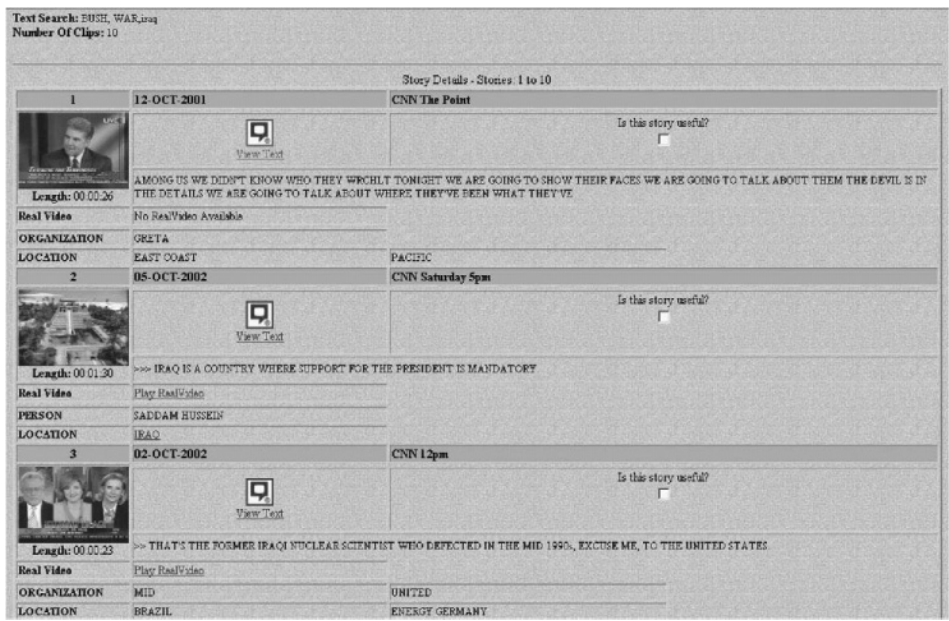 Text Search: BUSH, WAR,iraq
Number Of Clips: 10
Story Details - Stories: 1 to 10
1 12-OCT-2001 CNN The Point
View Text
Is this story useful?
Length: 00:00:26
AMONG US WE DIDN'T KNOW WHO THEY WRCHLT TONIGHT WE ARE GOING TO SHOW THEIR FACES WE ARE GOING TO TALK ABOUT THEM THE DEVIL IS IN
THE DETAILS WE ARE GOING TO TALK ABOUT WHERE THEY'VE BEEN WHAT THEY'VE
Real Video No RealVideo Available
ORGANIZATION GRETA
LOCATION EAST COAST PACIFIC
2 05-OCT-2002 CNN Saturday 5pm
View Text
Is this story useful?
Length: 00:01:30
>>> IRAQ IS A COUNTRY WHERE SUPPORT FOR THE PRESIDENT IS MANDATORY
Real Video Play RealVideo
PERSON SADDAM HUSSEIN
LOCATION IRAQ
3 02-OCT-2002 CNN 12pm
View Text
Is this story useful?
Length: 00:00:23
>> THAT'S THE FORMER IRAQI NUCLEAR SCIENTIST WHO DEFECTED IN THE MID 1990s, EXCUSE ME, TO THE UNITED STATES.
Real Video Play RealVideo
ORGANIZATION MID UNITED
LOCATION BRAZIL ENERGY GERMANY